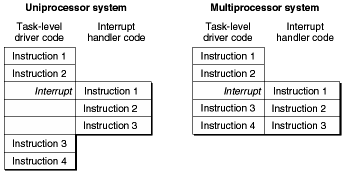 Uniprocessor system
Multiprocessor system
Task-level driver code
Interrupt handler code
Task-level driver code
Interrupt handler code
Instruction 1
Instruction 1
Instruction 2
Instruction 2
Interrupt Instruction 1
Interrupt Instruction 1
Instruction 2
Instruction 3 Instruction 2
Instruction 3
Instruction 4 Instruction 3
Instruction 3
Instruction 4